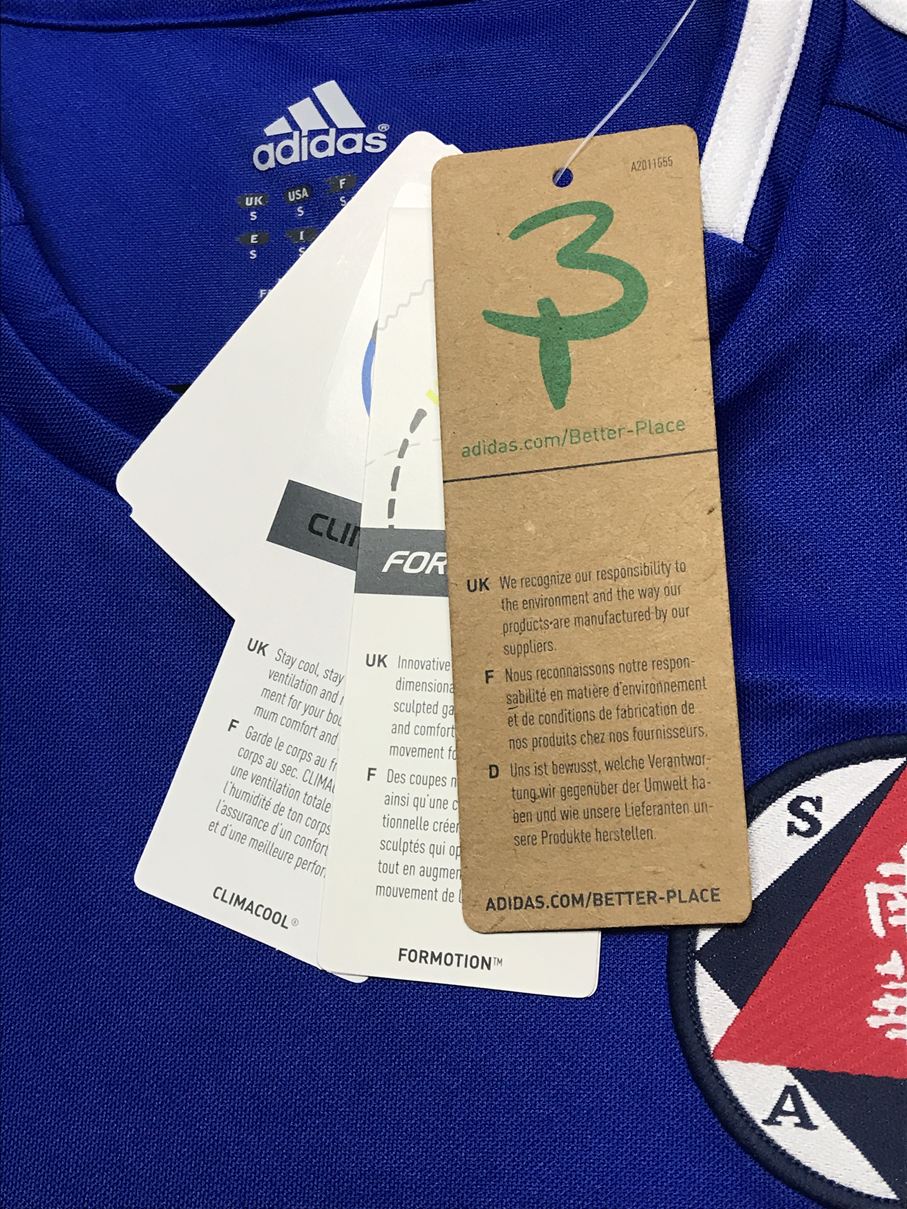 adidas®
UK USA F
S S S
E I
S S
A2011655
adidas.com/Better-Place
UK We recognize our responsibility to
the environment and the way our
products are manufactured by our
suppliers.
F Nous reconnaissons notre respon-
sabilité en matière d'environnement
et de conditions de fabrication de
nos produits chez nos fournisseurs.
D Uns ist bewusst, welche Verantwor-
tung wir gegenüber der Umwelt ha-
ben und wie unsere Lieferanten un-
sere Produkte herstellen.
ADIDAS.COM/BETTER-PLACE
FOR
UK Innovative
dimensiona
sculpted ga
and comfort
movement fo
F Des coupes
ainsi qu'une
tionnelle créen
sculptés qui op
tout en augmen
mouvement de
FORMOTION™
CLI
UK Stay cool, stay
ventilation and
ment for your bo
mum comfort and
F Garde le corps au
corps au sec. CLIMA
une ventilation totale
l'humidité de ton corps
l'assurance d'un confort
et d'une meilleure perfor
CLIMACOOL®
S
A